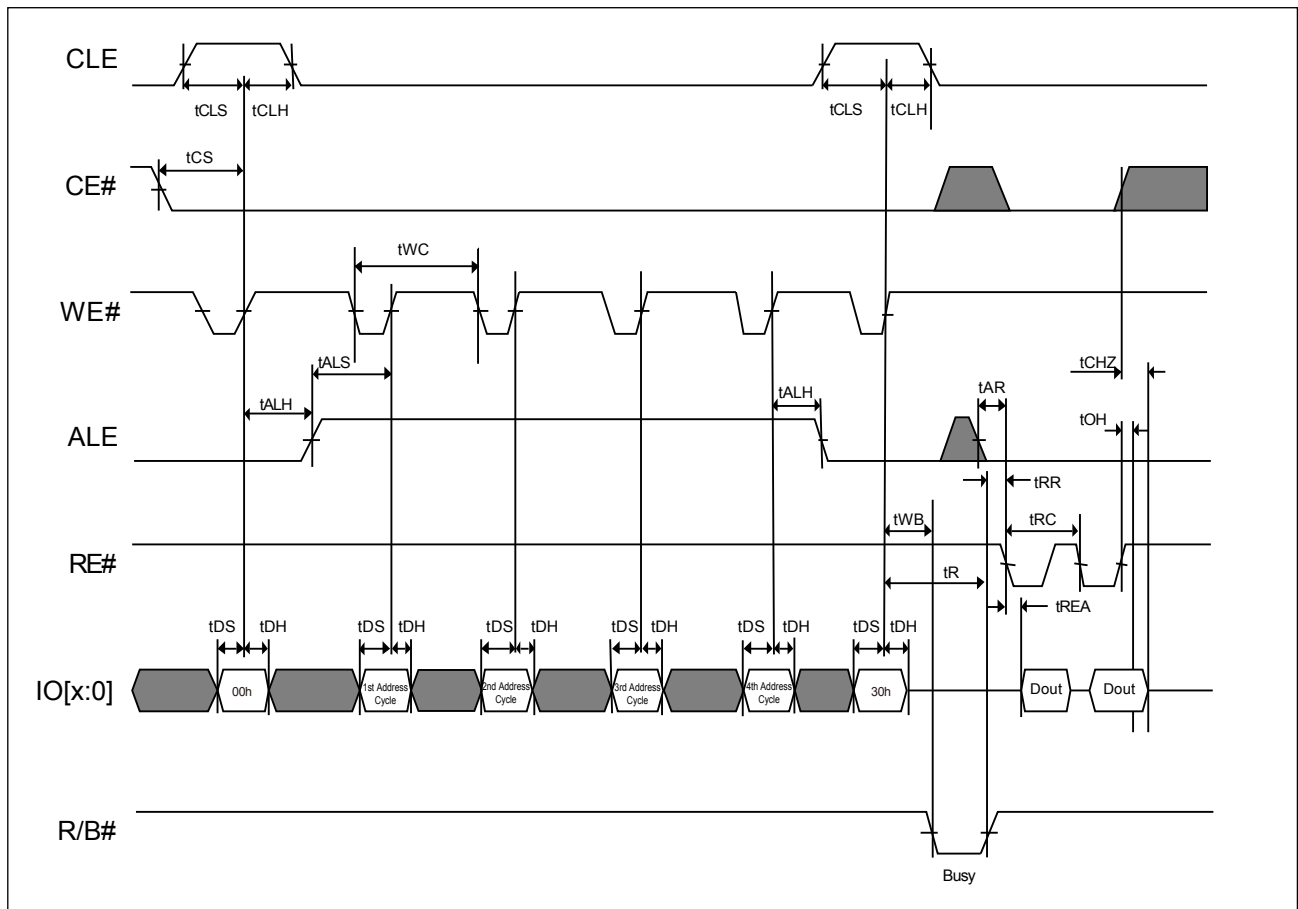 CLE
tCLS
tCLH
tCLS
tCLH
tCS
CE#
tWC
WE#
tCHZ
tALS
tALH
tALH
tAR
tOH
ALE
tRR
tWB
tRC
RE#
tR
tREA
tDS
tDH
tDS
tDH
tDS
tDH
tDS
tDH
tDS
tDH
tDS
tDH
IO[x:0]
00h
1st Address
Cycle
2nd Address
Cycle
3rd Address
Cycle
4th Address
Cycle
30h
Dout
Dout
R/B#
Busy